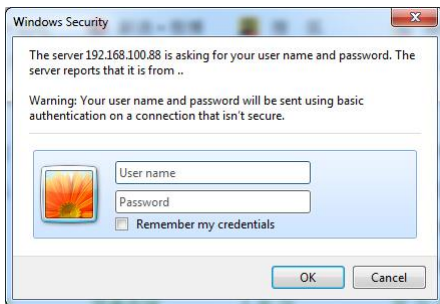 Windows Security
The server 192.168.100.88 is asking for your user name and password. The
server reports that it is from ..
Warning: Your user name and password will be sent using basic
authentication on a connection that isn't secure.
User name
Password
Remember my credentials
OK
Cancel